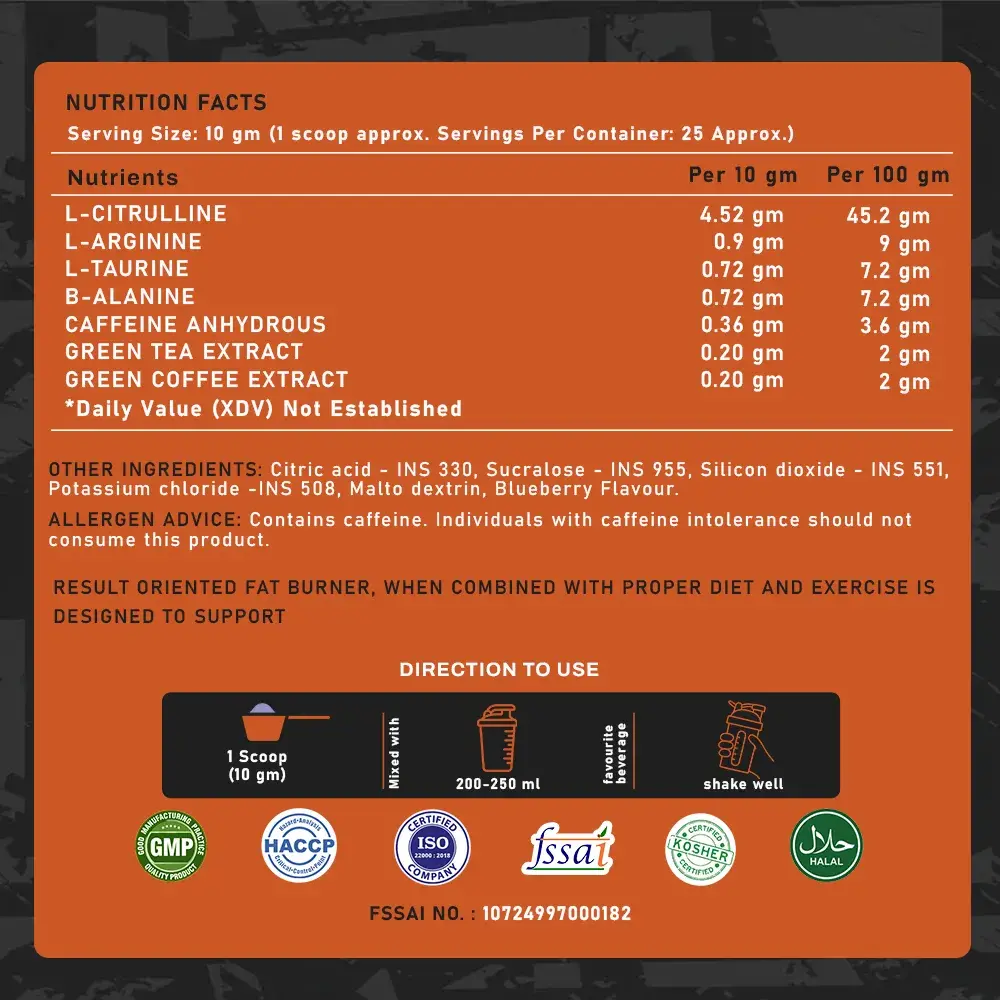 NUTRITION FACTS
Serving Size: 10 gm (1 scoop approx. Servings Per Container: 25 Approx.)
Nutrients Per 10 gm Per 100 gm
L-CITRULLINE 4.52 gm 45.2 gm
L-ARGININE 0.9 gm 9 gm
L-TAURINE 0.72 gm 7.2 gm
B-ALANINE 0.72 gm 7.2 gm
CAFFEINE ANHYDROUS 0.36 gm 3.6 gm
GREEN TEA EXTRACT 0.20 gm 2 gm
GREEN COFFEE EXTRACT 0.20 gm 2 gm
*Daily Value (XDV) Not Established
OTHER INGREDIENTS: Citric acid - INS 330, Sucralose - INS 955, Silicon dioxide - INS 551,
Potassium chloride -INS 508, Malto dextrin, Blueberry Flavour.
ALLERGEN ADVICE: Contains caffeine. Individuals with caffeine intolerance should not
consume this product.
RESULT ORIENTED FAT BURNER, WHEN COMBINED WITH PROPER DIET AND EXERCISE IS
DESIGNED TO SUPPORT
DIRECTION TO USE
1 Scoop
(10 gm)
Mixed with
200-250 ml
favourite
beverage
shake well
GOOD MANUFACTURING PRACTICE
GMP
QUALITY PRODUCT
Hazard-Analysis
HACCP
Critical-Control-Point
CERTIFIED
ISO
22000 : 2018
COMPANY
fssai
CERTIFIED
KOSHER
CERTIFIED
حلال
HALAL
FSSAI NO. : 10724997000182